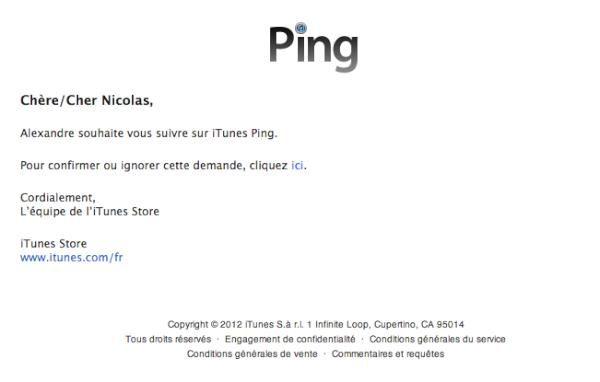 Ping
Chère/Cher Nicolas,
Alexandre souhaite vous suivre sur iTunes Ping.
Pour confirmer ou ignorer cette demande, cliquez ici.
Cordialement,
L'équipe de l'iTunes Store
iTunes Store
www.itunes.com/fr
Copyright © 2012 iTunes S.à r.l. 1 Infinite Loop, Cupertino, CA 95014
Tous droits réservés · Engagement de confidentialité · Conditions générales du service
Conditions générales de vente · Commentaires et requêtes